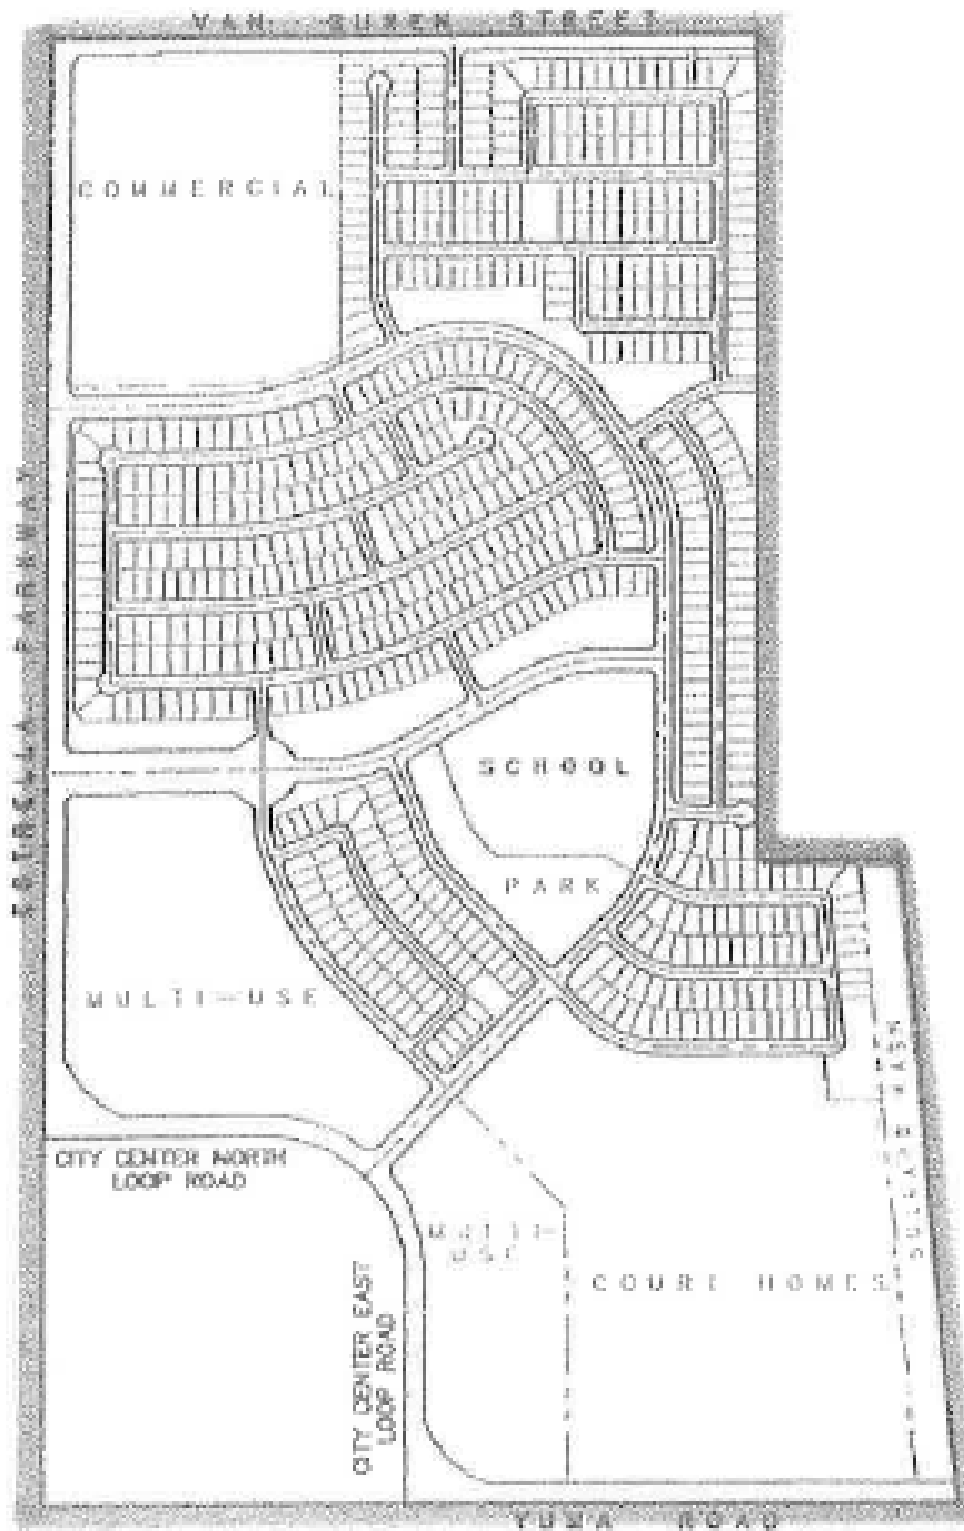 VAN BUREN STREET
COMMERCIAL
ESTRELLA PARKWAY
SCHOOL
PARK
MULTI-USE
CITY CENTER NORTH
LOOP ROAD
MULTI-
USE
COURT HOMES
CITY CENTER EAST
LOOP ROAD
YUMA ROAD